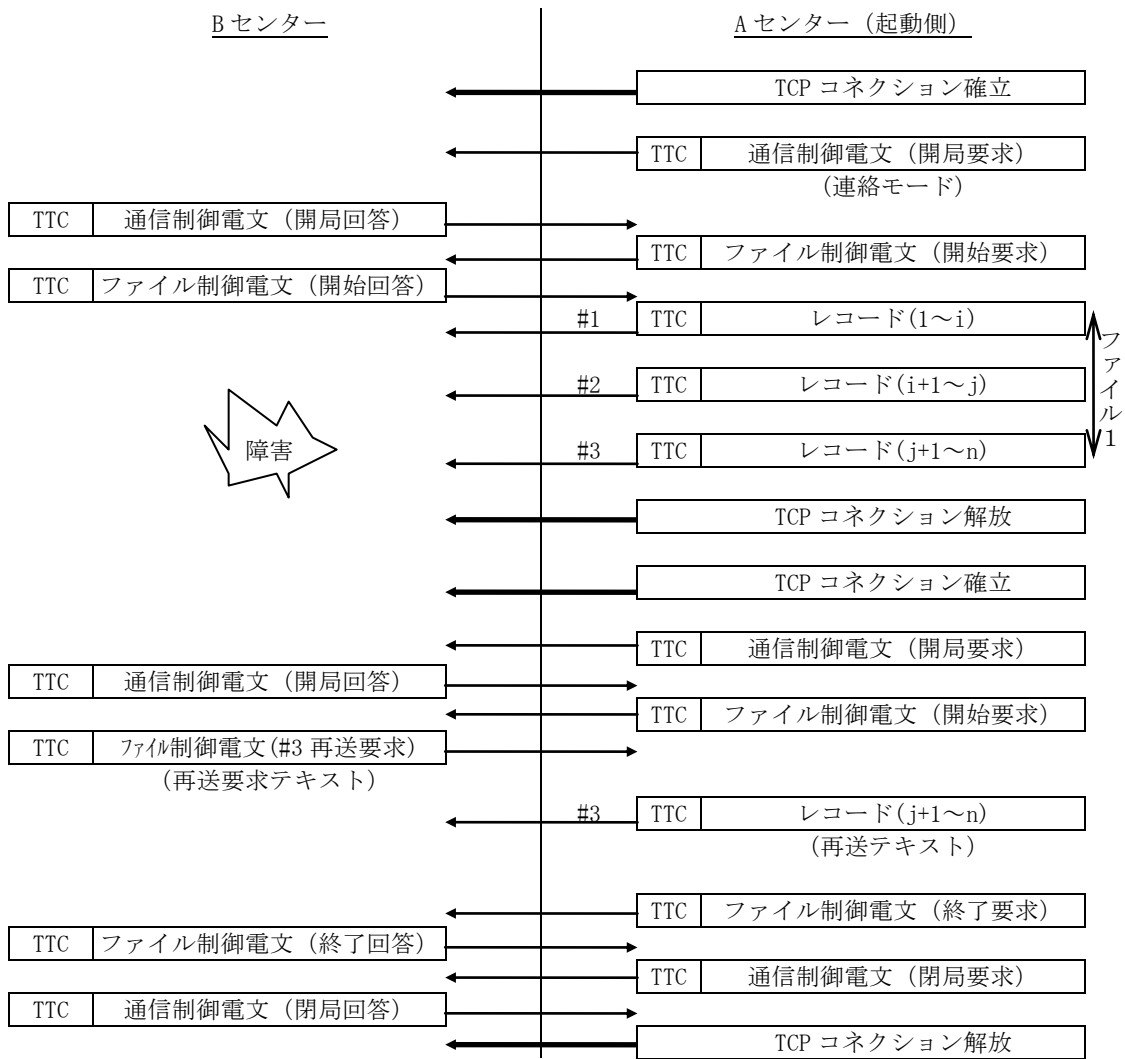 Bセンター
Aセンター（起動側）
TCP コネクション確立
TTC 通信制御電文（開局要求）
（連絡モード）
TTC 通信制御電文（開局回答）
TTC ファイル制御電文（開始要求）
TTC ファイル制御電文（開始回答）
#1 TTC レコード(1～i)
ファイル1
#2 TTC レコード(i+1～j)
障害
#3 TTC レコード(j+1～n)
TCP コネクション解放
TCP コネクション確立
TTC 通信制御電文（開局要求）
TTC 通信制御電文（開局回答）
TTC ファイル制御電文（開始要求）
TTC ﾌｧｲﾙ制御電文(#3 再送要求)
（再送要求テキスト）
#3 TTC レコード(j+1～n)
（再送テキスト）
TTC ファイル制御電文（終了要求）
TTC ファイル制御電文（終了回答）
TTC 通信制御電文（閉局要求）
TTC 通信制御電文（閉局回答）
TCP コネクション解放